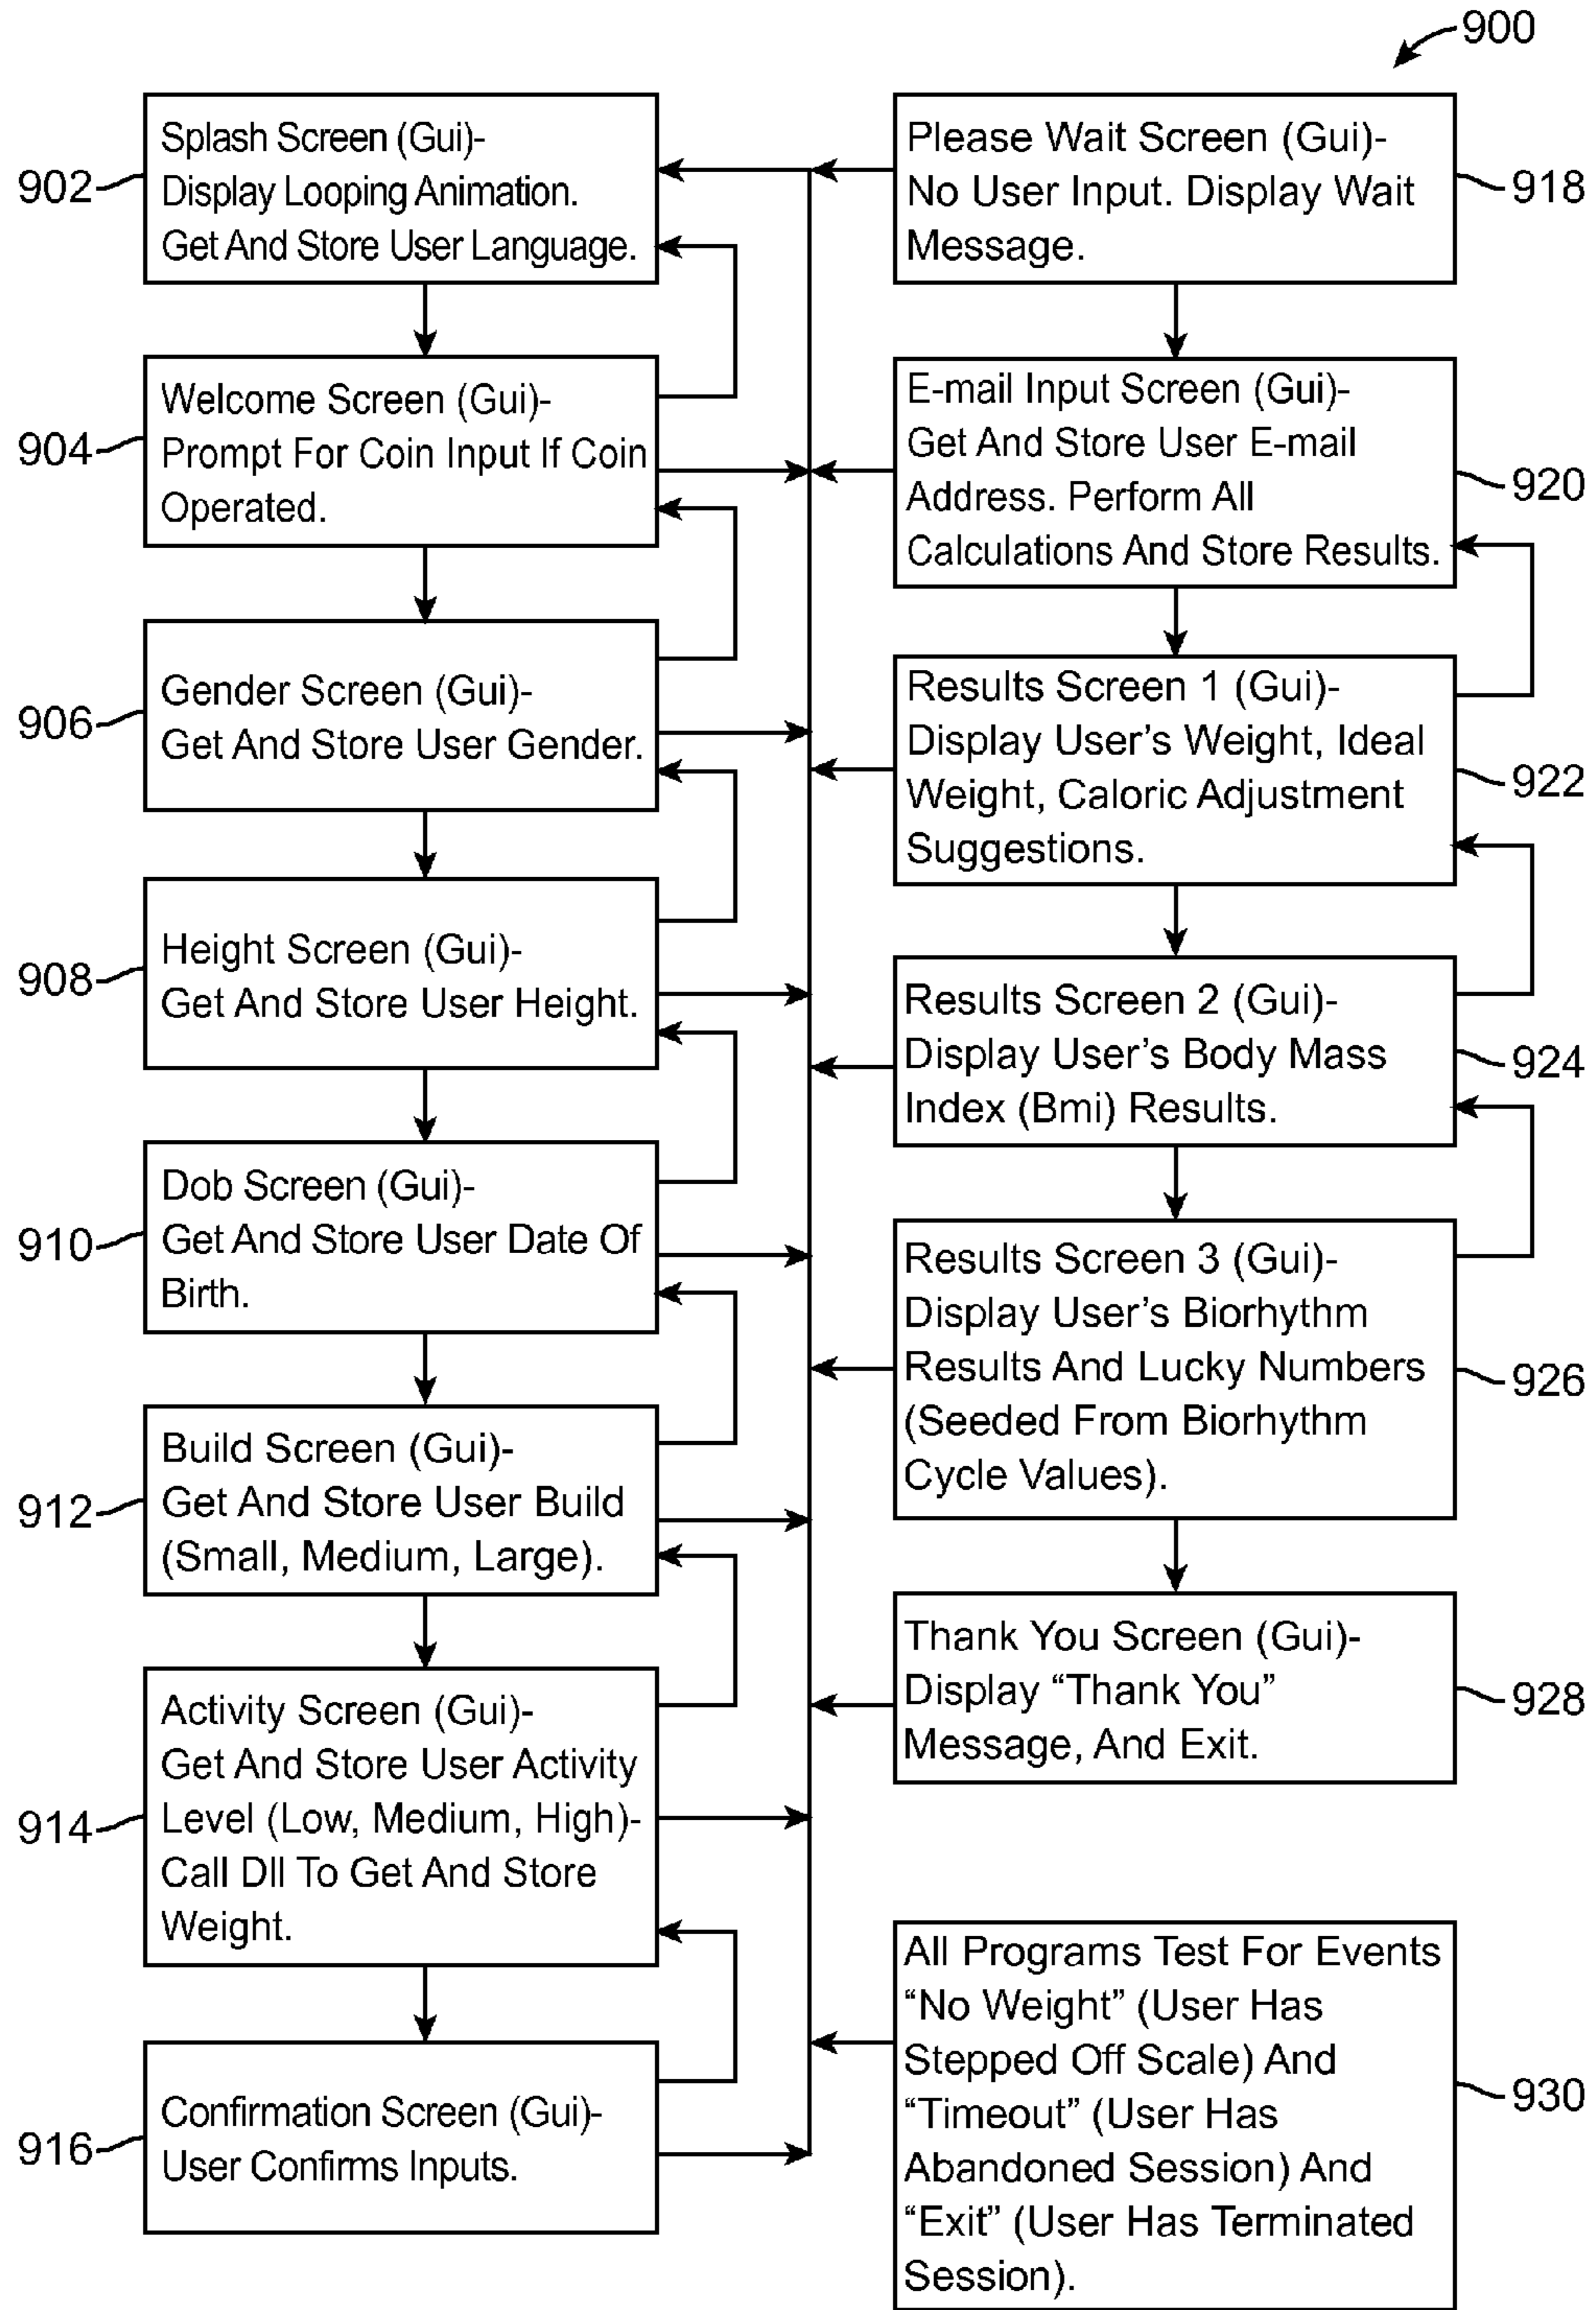 900
902
Splash Screen (Gui)-
Display Looping Animation.
Get And Store User Language.
904
Welcome Screen (Gui)-
Prompt For Coin Input If Coin
Operated.
906
Gender Screen (Gui)-
Get And Store User Gender.
908
Height Screen (Gui)-
Get And Store User Height.
910
Dob Screen (Gui)-
Get And Store User Date Of
Birth.
912
Build Screen (Gui)-
Get And Store User Build
(Small, Medium, Large).
914
Activity Screen (Gui)-
Get And Store User Activity
Level (Low, Medium, High)-
Call Dll To Get And Store
Weight.
916
Confirmation Screen (Gui)-
User Confirms Inputs.
Please Wait Screen (Gui)-
No User Input. Display Wait
Message.
918
E-mail Input Screen (Gui)-
Get And Store User E-mail
Address. Perform All
Calculations And Store Results.
920
Results Screen 1 (Gui)-
Display User’s Weight, Ideal
Weight, Caloric Adjustment
Suggestions.
922
Results Screen 2 (Gui)-
Display User’s Body Mass
Index (Bmi) Results.
924
Results Screen 3 (Gui)-
Display User’s Biorhythm
Results And Lucky Numbers
(Seeded From Biorhythm
Cycle Values).
926
Thank You Screen (Gui)-
Display “Thank You”
Message, And Exit.
928
All Programs Test For Events
“No Weight” (User Has
Stepped Off Scale) And
“Timeout” (User Has
Abandoned Session) And
“Exit” (User Has Terminated
Session).
930